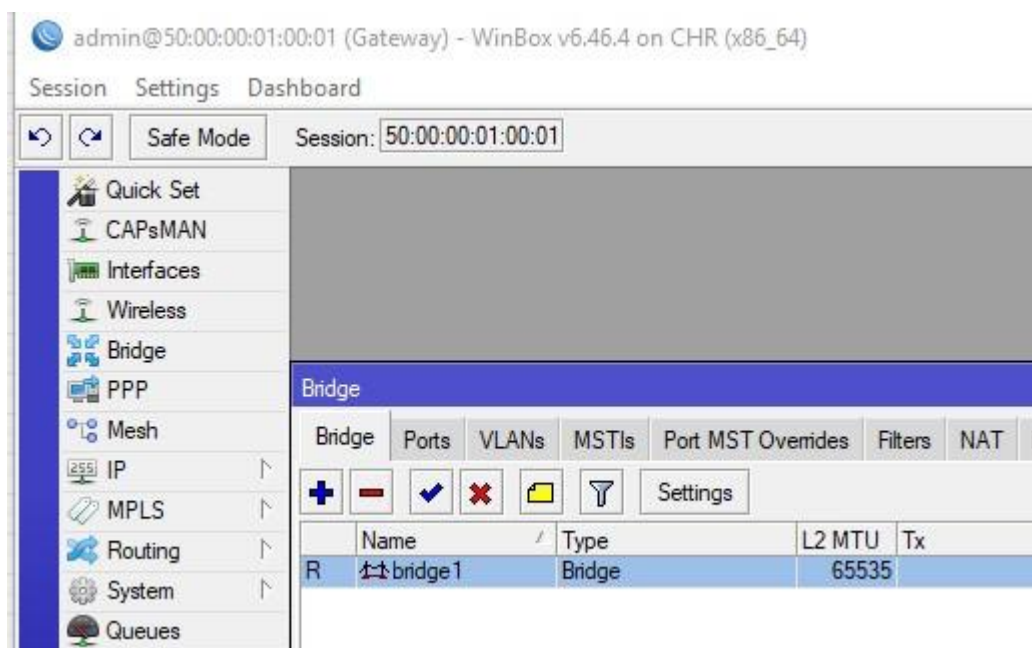 admin@50:00:00:01:00:01 (Gateway) - WinBox v6.46.4 on CHR (x86_64)
Session Settings Dashboard
Safe Mode Session: 50:00:00:01:00:01
Quick Set
CAPsMAN
Interfaces
Wireless
Bridge
PPP
Mesh
255 IP
MPLS
Routing
System
Queues
Bridge
Bridge Ports VLANs MSTIs Port MST Overrides Filters NAT
Settings
Name Type L2 MTU Tx
R bridge1 Bridge 65535